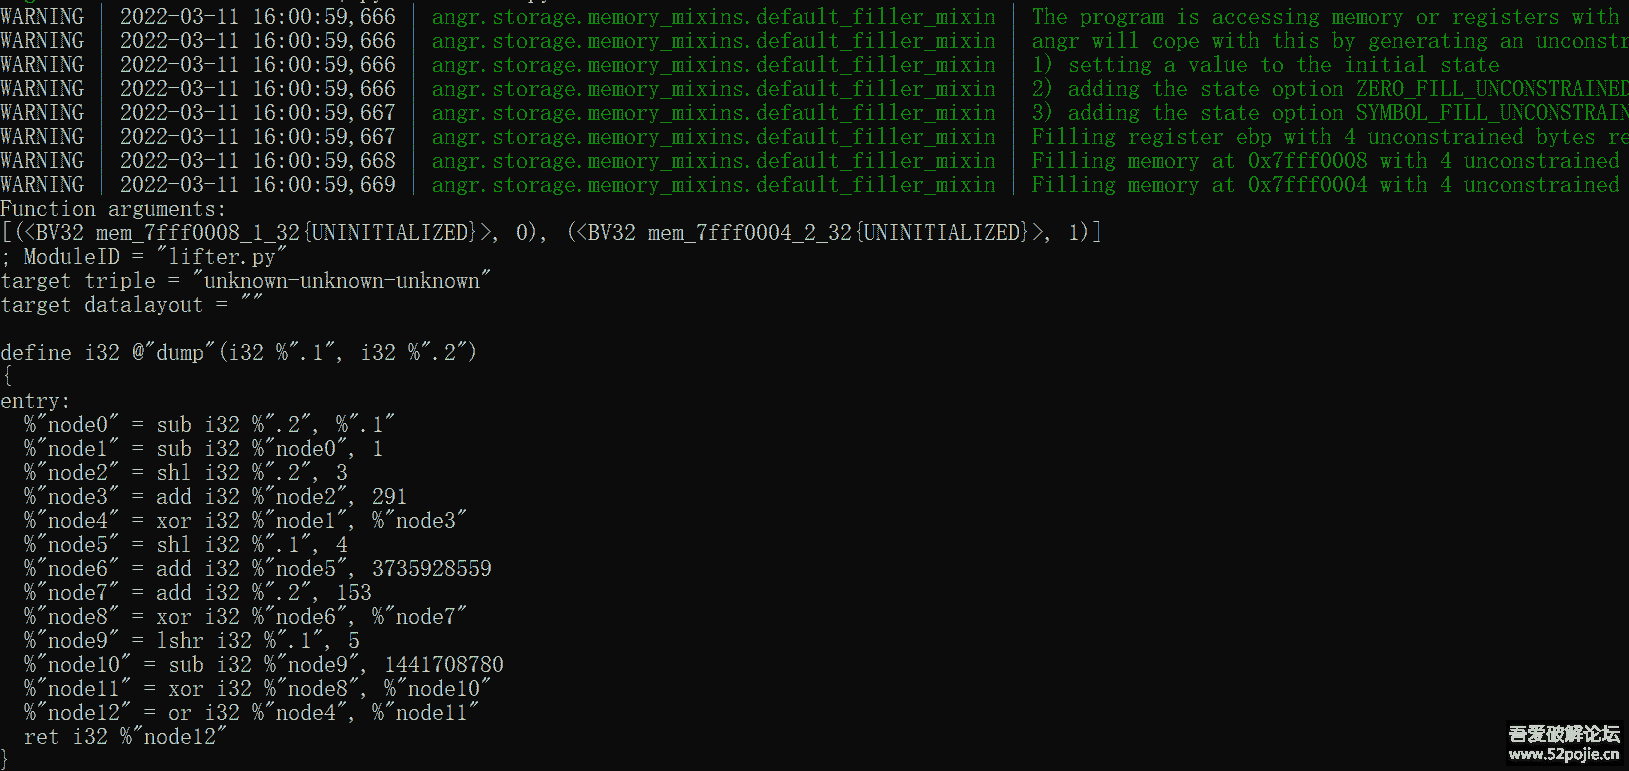 WARNING | 2022-03-11 16:00:59,666 | angr.storage.memory_mixins.default_filler_mixin | The program is accessing memory or registers with
WARNING | 2022-03-11 16:00:59,666 | angr.storage.memory_mixins.default_filler_mixin | angr will cope with this by generating an unconstr
WARNING | 2022-03-11 16:00:59,666 | angr.storage.memory_mixins.default_filler_mixin | 1) setting a value to the initial state
WARNING | 2022-03-11 16:00:59,666 | angr.storage.memory_mixins.default_filler_mixin | 2) adding the state option ZERO_FILL_UNCONSTRAINED
WARNING | 2022-03-11 16:00:59,667 | angr.storage.memory_mixins.default_filler_mixin | 3) adding the state option SYMBOL_FILL_UNCONSTRAIN
WARNING | 2022-03-11 16:00:59,667 | angr.storage.memory_mixins.default_filler_mixin | Filling register ebp with 4 unconstrained bytes re
WARNING | 2022-03-11 16:00:59,668 | angr.storage.memory_mixins.default_filler_mixin | Filling memory at 0x7fff0008 with 4 unconstrained
WARNING | 2022-03-11 16:00:59,669 | angr.storage.memory_mixins.default_filler_mixin | Filling memory at 0x7fff0004 with 4 unconstrained
Function arguments:
[(<BV32 mem_7fff0008_1_32{UNINITIALIZED}>, 0), (<BV32 mem_7fff0004_2_32{UNINITIALIZED}>, 1)]
; ModuleID = "lifter.py"
target triple = "unknown-unknown-unknown"
target datalayout = ""
define i32 @"dump"(i32 %".1", i32 %".2")
{
entry:
  %"node0" = sub i32 %".2", %".1"
  %"node1" = sub i32 %"node0", 1
  %"node2" = shl i32 %".2", 3
  %"node3" = add i32 %"node2", 291
  %"node4" = xor i32 %"node1", %"node3"
  %"node5" = shl i32 %".1", 4
  %"node6" = add i32 %"node5", 3735928559
  %"node7" = add i32 %".2", 153
  %"node8" = xor i32 %"node6", %"node7"
  %"node9" = lshr i32 %".1", 5
  %"node10" = sub i32 %"node9", 1441708780
  %"node11" = xor i32 %"node8", %"node10"
  %"node12" = or i32 %"node4", %"node11"
  ret i32 %"node12"
}
吾爱破解论坛
www.52pojie.cn